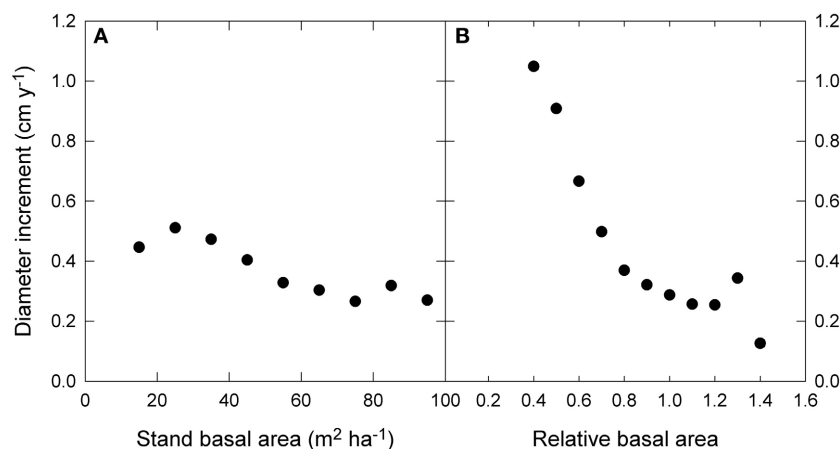 A
B
Diameter increment (cm y⁻¹)
1.2
1.0
0.8
0.6
0.4
0.2
0.0
1.2
1.0
0.8
0.6
0.4
0.2
0.0
0 20 40 60 80 100
0.0 0.2 0.4 0.6 0.8 1.0 1.2 1.4 1.6
Stand basal area (m² ha⁻¹)
Relative basal area